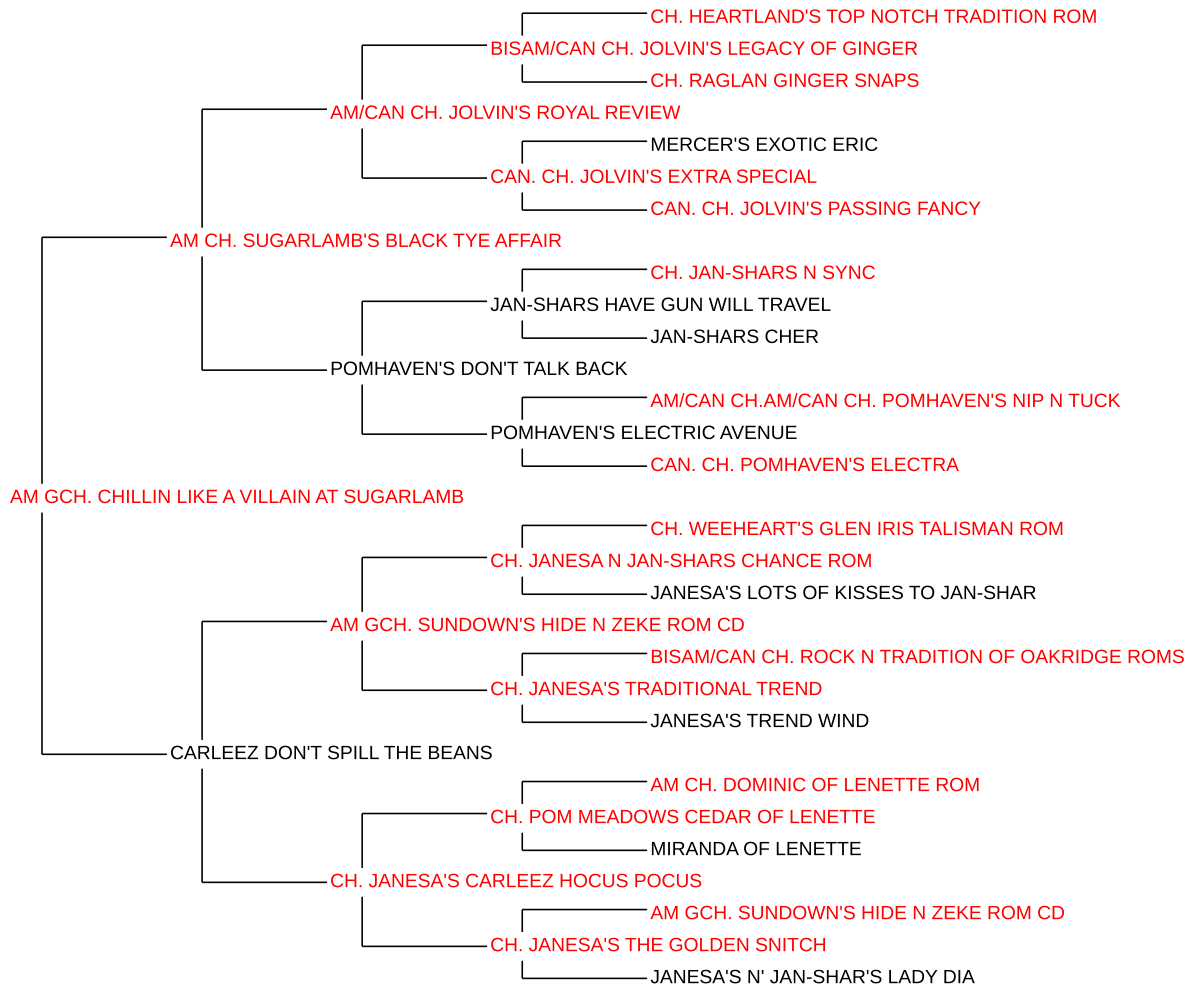 CH. HEARTLAND'S TOP NOTCH TRADITION ROM
BISAM/CAN CH. JOLVIN'S LEGACY OF GINGER
CH. RAGLAN GINGER SNAPS
AM/CAN CH. JOLVIN'S ROYAL REVIEW
MERCER'S EXOTIC ERIC
CAN. CH. JOLVIN'S EXTRA SPECIAL
CAN. CH. JOLVIN'S PASSING FANCY
AM CH. SUGARLAMB'S BLACK TYE AFFAIR
CH. JAN-SHARS N SYNC
JAN-SHARS HAVE GUN WILL TRAVEL
JAN-SHARS CHER
POMHAVEN'S DON'T TALK BACK
AM/CAN CH.AM/CAN CH. POMHAVEN'S NIP N TUCK
POMHAVEN'S ELECTRIC AVENUE
CAN. CH. POMHAVEN'S ELECTRA
AM GCH. CHILLIN LIKE A VILLAIN AT SUGARLAMB
CH. WEEHEART'S GLEN IRIS TALISMAN ROM
CH. JANESA N JAN-SHARS CHANCE ROM
JANESA'S LOTS OF KISSES TO JAN-SHAR
AM GCH. SUNDOWN'S HIDE N ZEKE ROM CD
BISAM/CAN CH. ROCK N TRADITION OF OAKRIDGE ROMS
CH. JANESA'S TRADITIONAL TREND
JANESA'S TREND WIND
CARLEEZ DON'T SPILL THE BEANS
AM CH. DOMINIC OF LENETTE ROM
CH. POM MEADOWS CEDAR OF LENETTE
MIRANDA OF LENETTE
CH. JANESA'S CARLEEZ HOCUS POCUS
AM GCH. SUNDOWN'S HIDE N ZEKE ROM CD
CH. JANESA'S THE GOLDEN SNITCH
JANESA'S N' JAN-SHAR'S LADY DIA